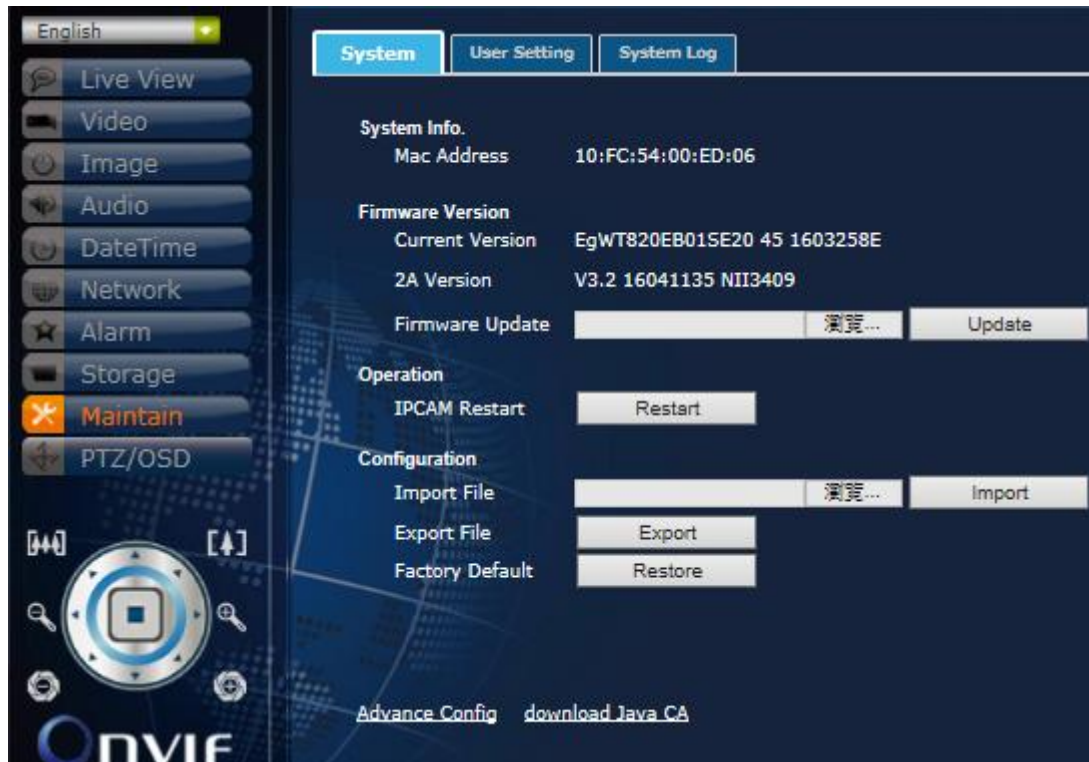 English
Live View
Video
Image
Audio
DateTime
Network
Alarm
Storage
Maintain
PTZ/OSD
ONVIF
System User Setting System Log
System Info.
Mac Address 10:FC:54:00:ED:06
Firmware Version
Current Version EgWT820EB01SE20 45 1603258E
2A Version V3.2 16041135 NII3409
Firmware Update 瀏覽... Update
Operation
IPCAM Restart Restart
Configuration
Import File 瀏覽... Import
Export File Export
Factory Default Restore
Advance Config download Java CA